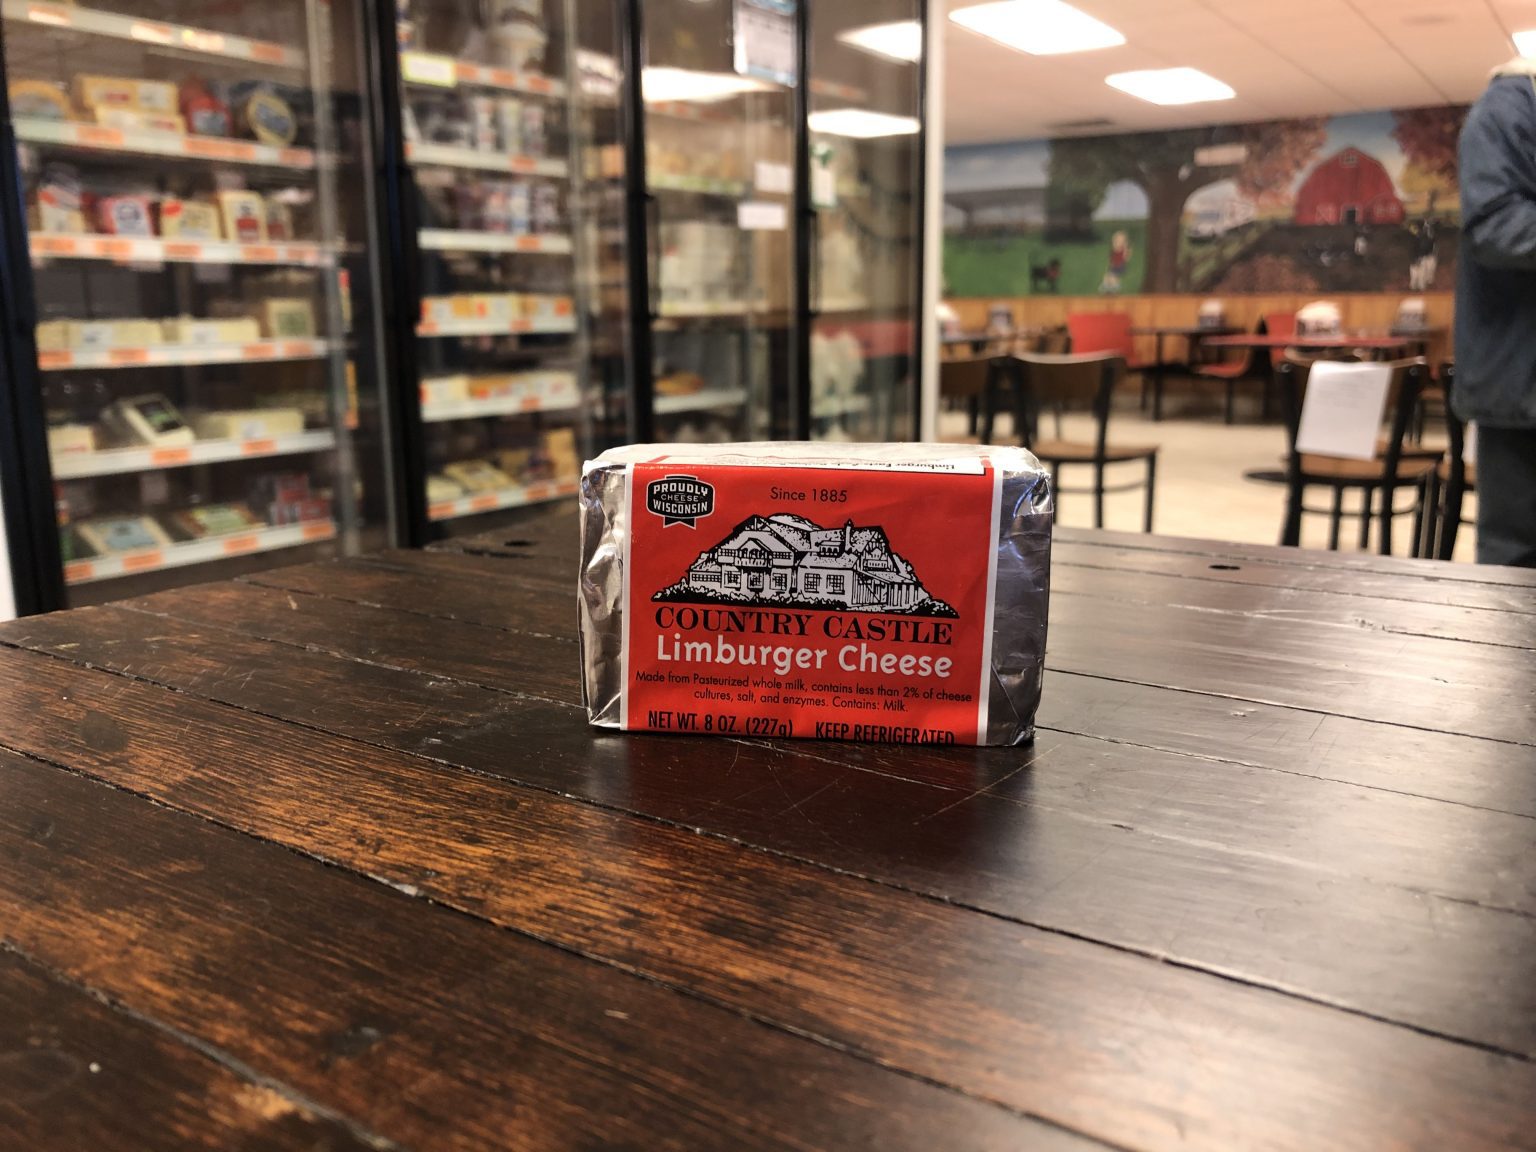 PROUDLY
CHEESE
WISCONSIN
Since 1885
COUNTRY CASTLE
Limburger Cheese
Made from Pasteurized whole milk, contains less than 2% of cheese
cultures, salt, and enzymes. Contains: Milk.
NET WT. 8 OZ. (227g) KEEP REFRIGERATED
Limburger